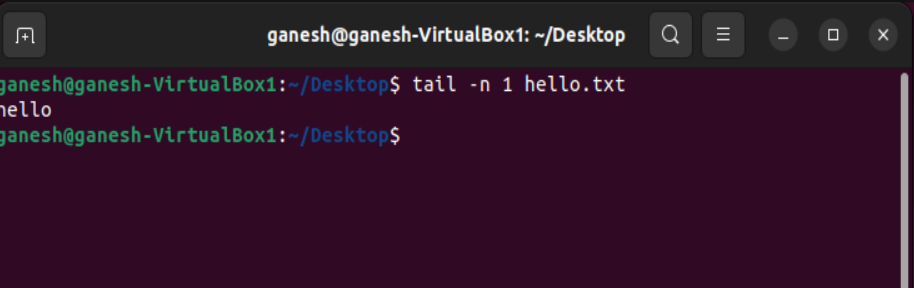 ganesh@ganesh-VirtualBox1: ~/Desktop
ganesh@ganesh-VirtualBox1:~/Desktop$ tail -n 1 hello.txt
hello
ganesh@ganesh-VirtualBox1:~/Desktop$